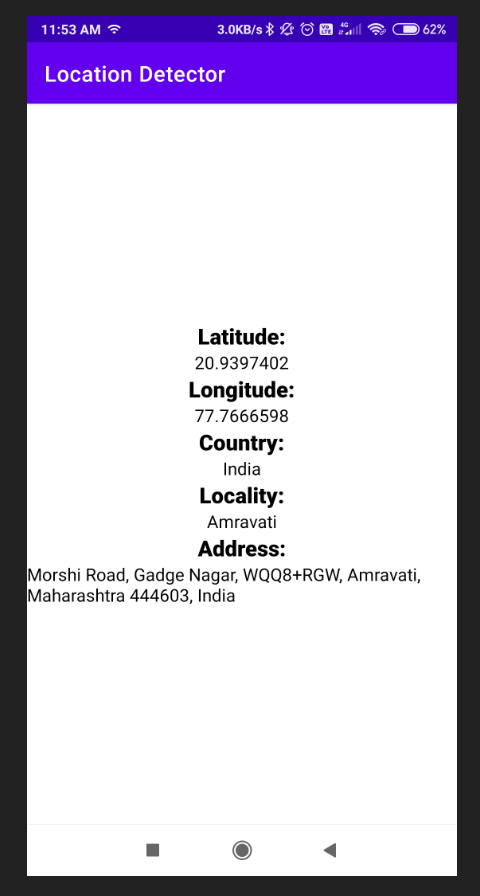 11:53 AM 3.0KB/s 4G 62%
Location Detector
Latitude:
20.9397402
Longitude:
77.7666598
Country:
India
Locality:
Amravati
Address:
Morshi Road, Gadge Nagar, WQQ8+RGW, Amravati,
Maharashtra 444603, India